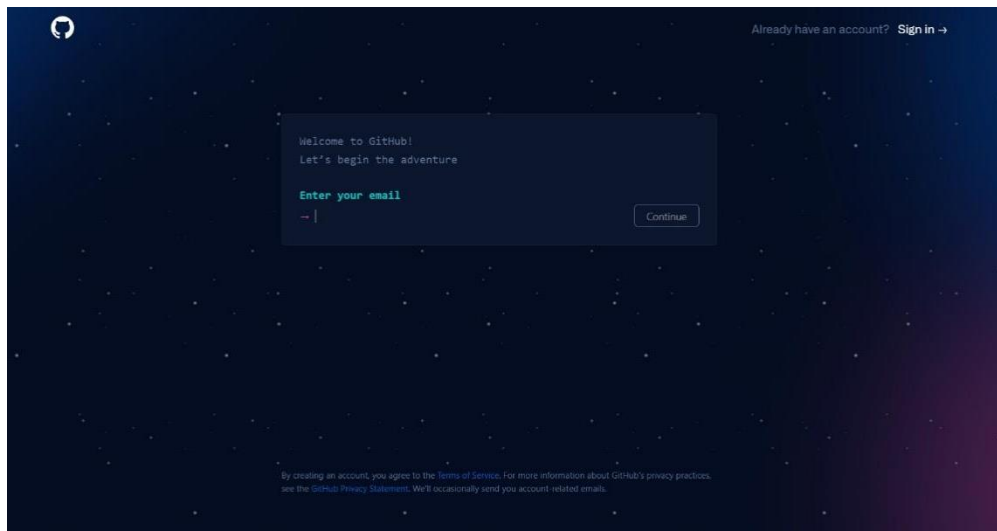 Already have an account? Sign in →
Welcome to GitHub!
Let's begin the adventure
Enter your email
→
Continue
By creating an account, you agree to the Terms of Service. For more information about GitHub's privacy practices,
see the GitHub Privacy Statement. We'll occasionally send you account-related emails.